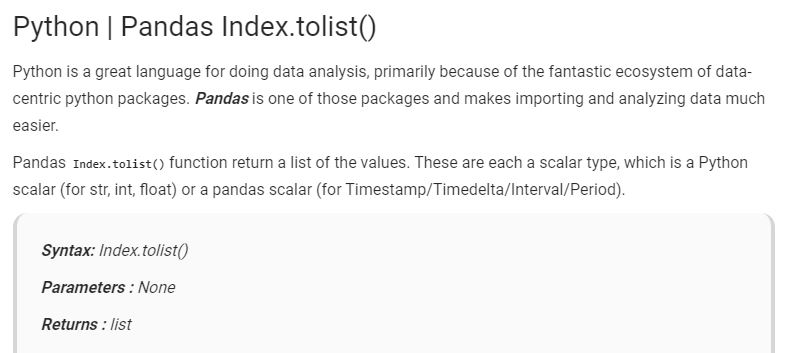 Python | Pandas Index.tolist()
Python is a great language for doing data analysis, primarily because of the fantastic ecosystem of data-
centric python packages. Pandas is one of those packages and makes importing and analyzing data much
easier.
Pandas Index.tolist() function return a list of the values. These are each a scalar type, which is a Python
scalar (for str, int, float) or a pandas scalar (for Timestamp/Timedelta/Interval/Period).
Syntax: Index.tolist()
Parameters : None
Returns : list